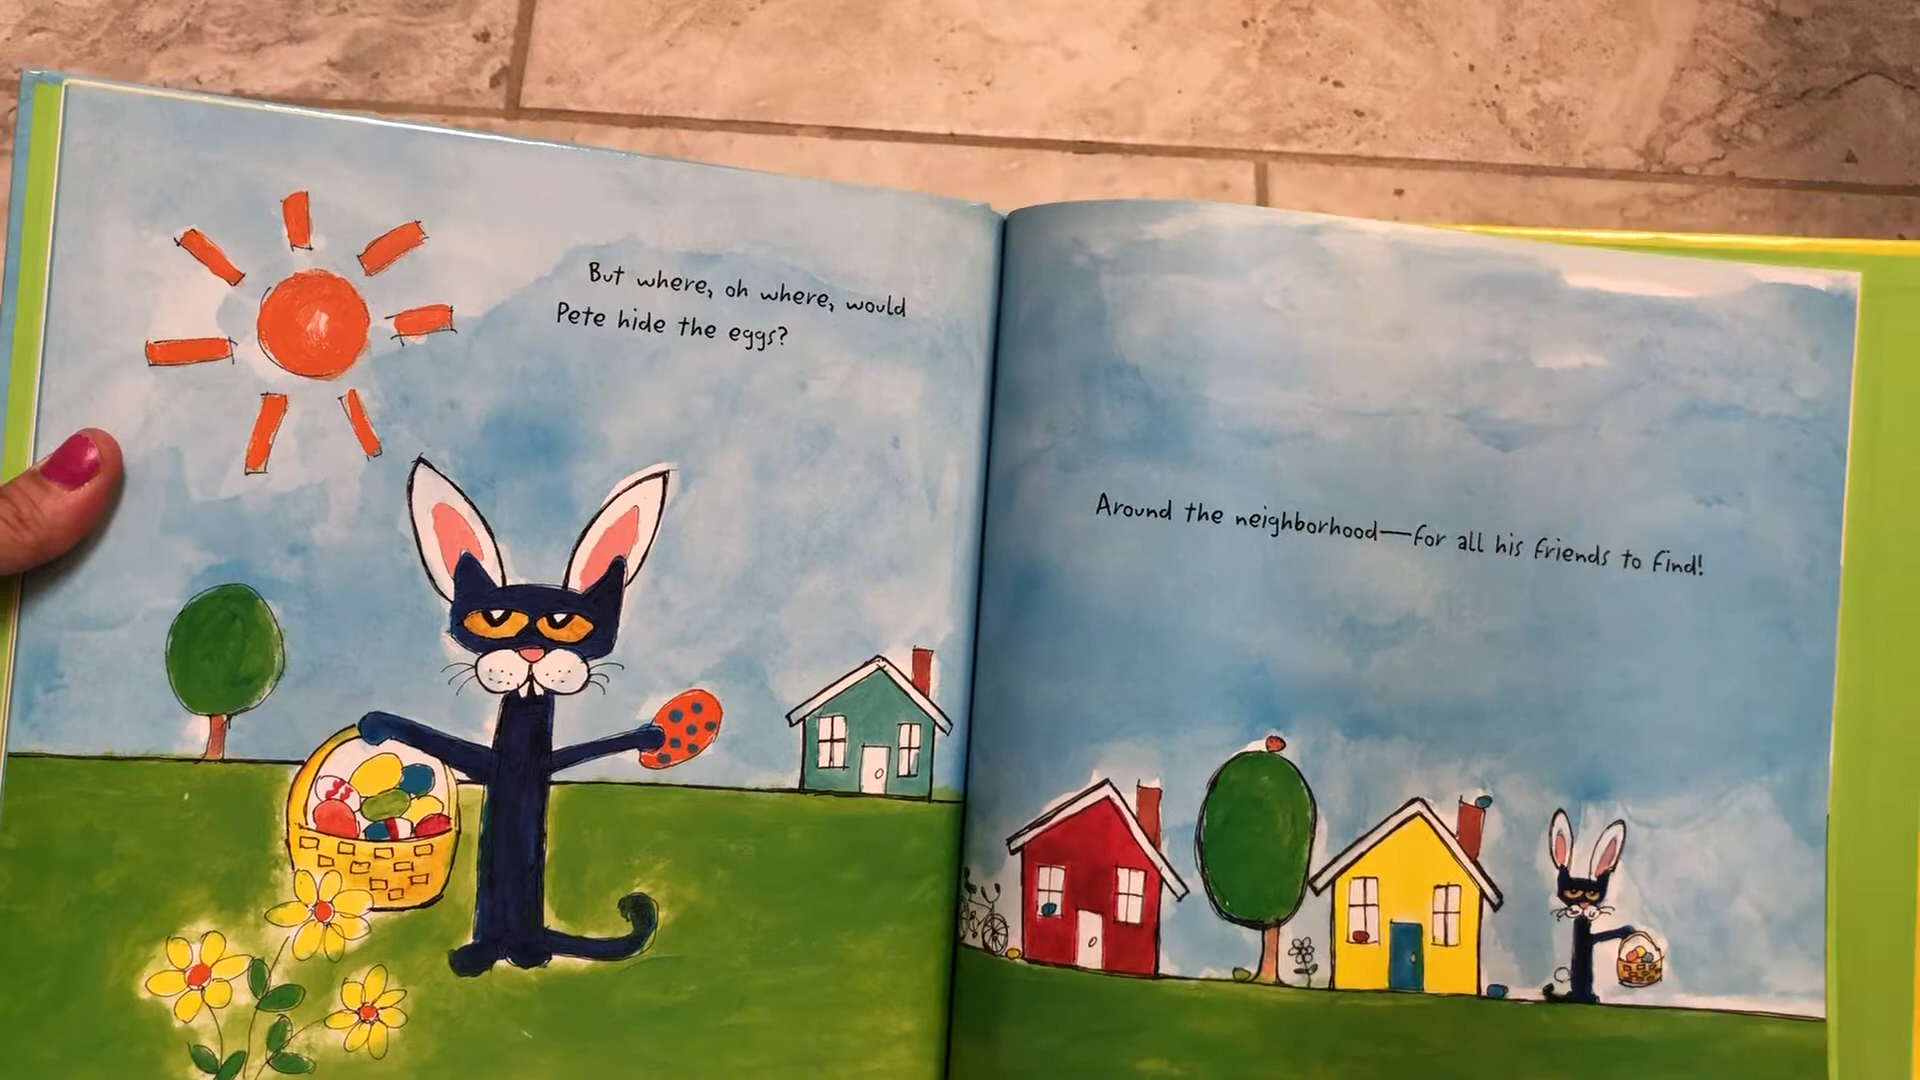 But where, oh where, would
Pete hide the eggs?
Around the neighborhood—for all his friends to find!